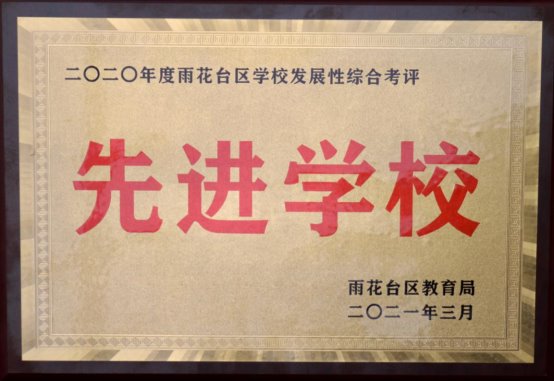 二〇二〇年度雨花台区学校发展性综合考评
先进学校
雨花台区教育局
二〇二一年三月